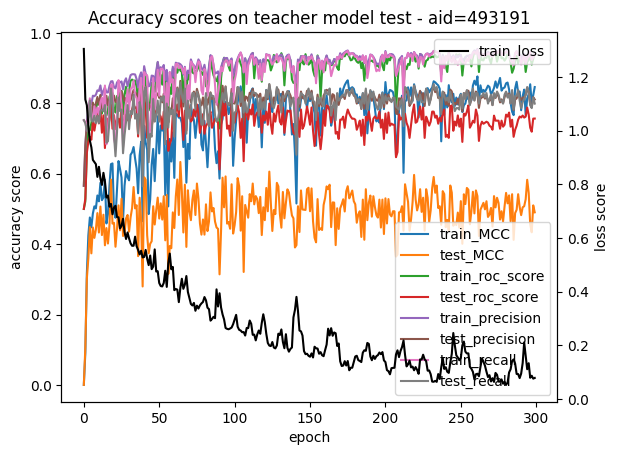 Accuracy scores on teacher model test - aid=493191
train_loss
1.0
0.8
0.6
0.4
0.2
0.0
accuracy score
1.2
1.0
0.8
0.6
0.4
0.2
0.0
loss score
train_MCC
test_MCC
train_roc_score
test_roc_score
train_precision
test_precision
train_recall
test_recall
0 50 100 150 200 250 300
epoch